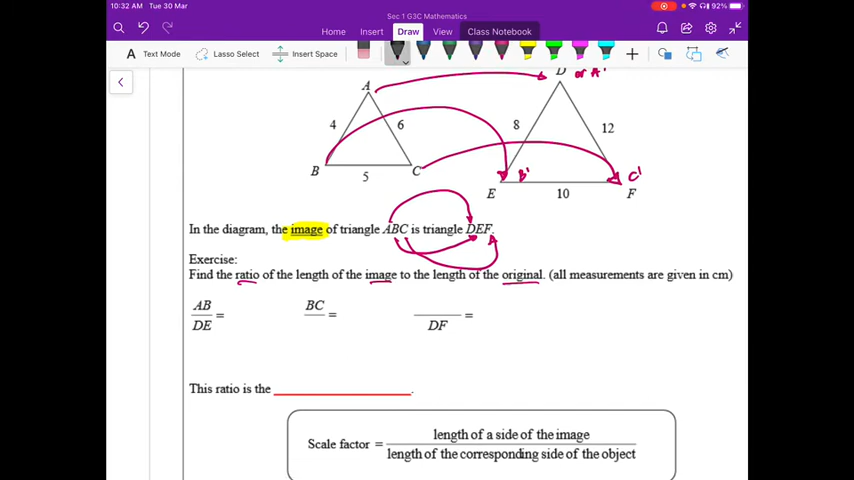 10:32 AM Tue 30 Mar
92%
Sec 1 G3C Mathematics
Home Insert Draw View Class Notebook
A Text Mode Lasso Select Insert Space
A
D or A'
4
6
8
12
B
C
5
B'
C'
E
10
F
In the diagram, the image of triangle ABC is triangle DEF.
Exercise:
Find the ratio of the length of the image to the length of the original. (all measurements are given in cm)
AB
DE
=
BC
=
DF
=
This ratio is the ____________.
Scale factor = 
length of a side of the image
length of the corresponding side of the object